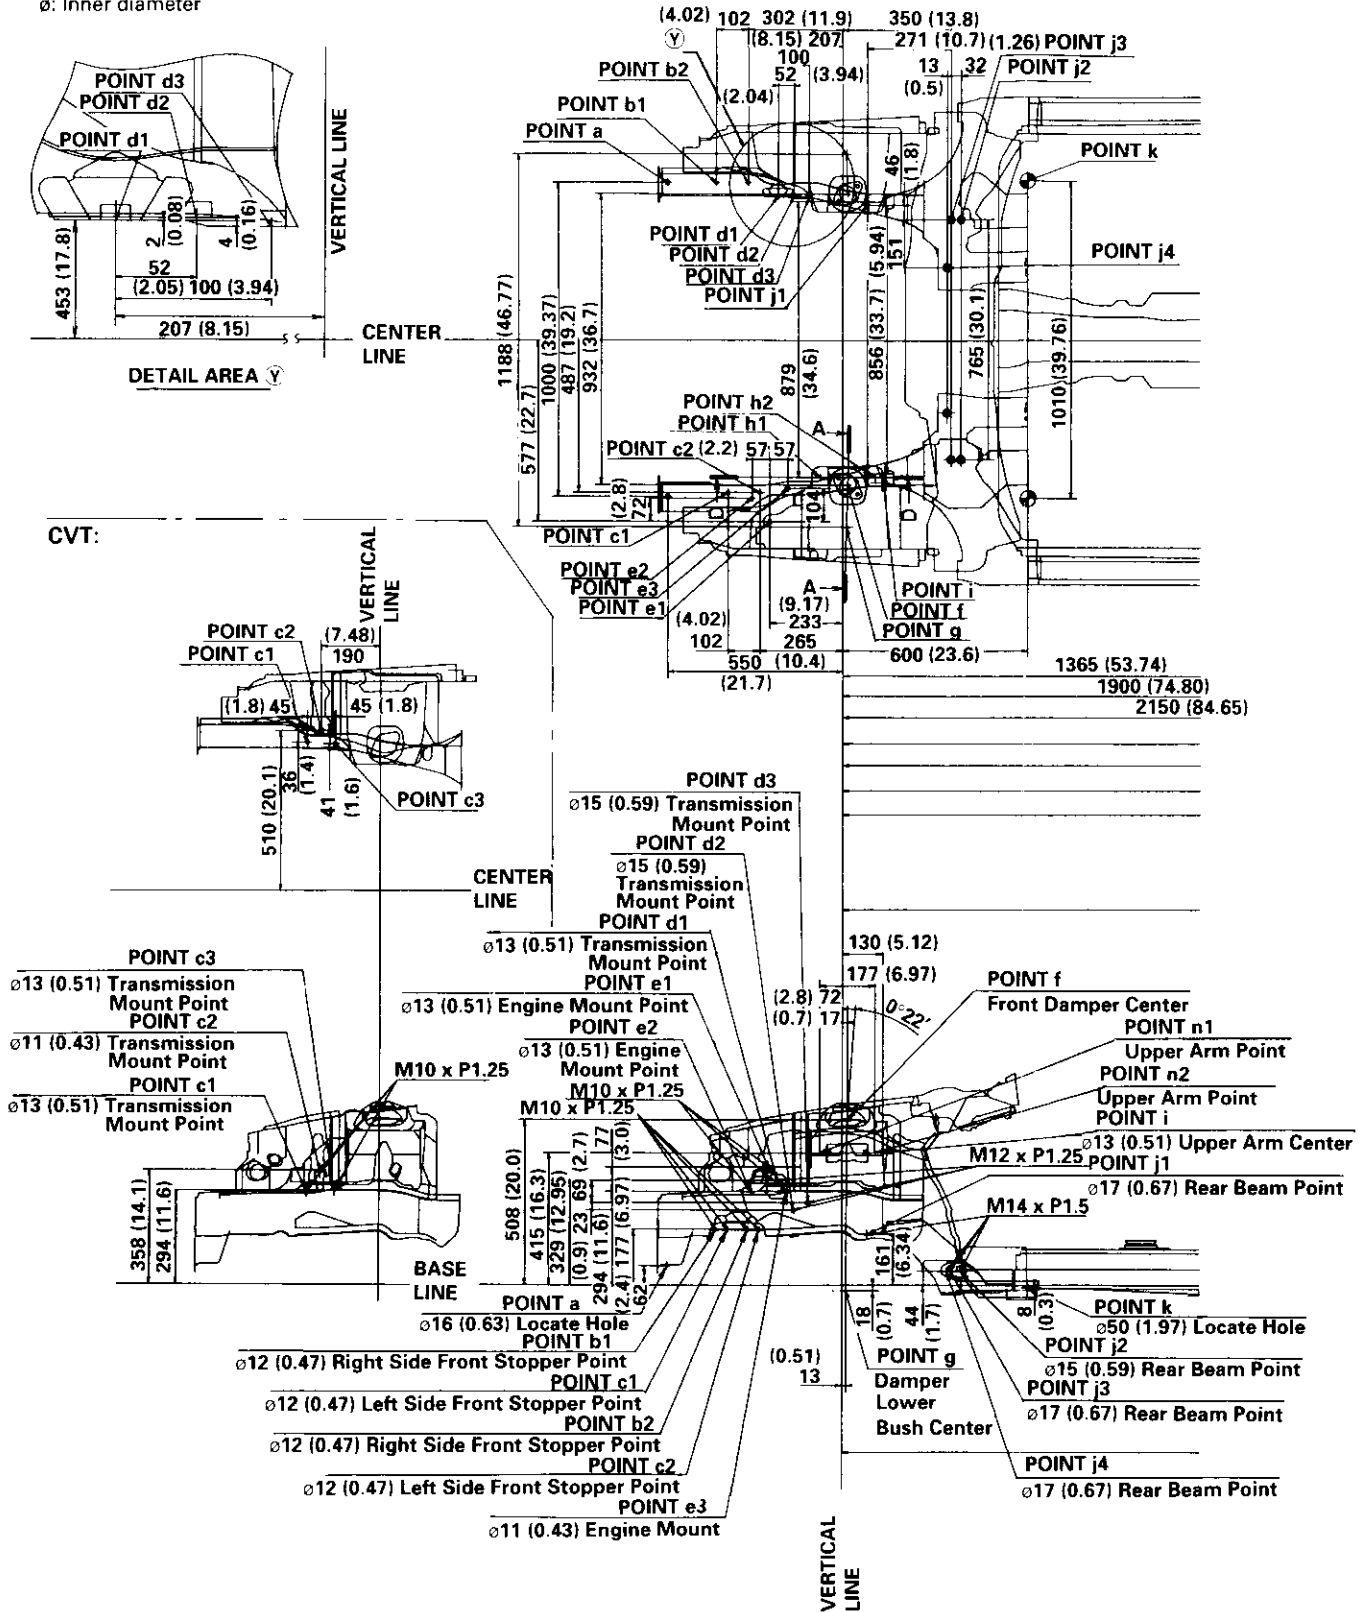 ø: Inner diameter
POINT d3
POINT d2
POINT d1
VERTICAL LINE
453 (17.8)
2
(0.08)
4
(0.16)
52
(2.05) 100 (3.94)
207 (8.15)
CENTER
LINE
DETAIL AREA Ⓨ
(4.02) 102 302 (11.9) 350 (13.8)
Ⓨ
(8.15) 207
271 (10.7) (1.26) POINT j3
100
52 (3.94)
(2.04)
13 32
(0.5)
POINT j2
POINT b2
POINT b1
POINT a
POINT k
46
(1.8)
POINT d1
POINT d2
POINT d3
POINT j1
(5.94)
151
POINT j4
1188 (46.77)
1000 (39.37)
487 (19.2)
932 (36.7)
577 (22.7)
879
(34.6)
856 (33.7)
765 (30.1)
1010 (39.76)
POINT h2
POINT h1
A
POINT c2 (2.2) 57 57
(2.8)
72
104
D
D
POINT c1
POINT e2
POINT e3
POINT e1
A
POINT i
POINT f
POINT g
(9.17)
233
(4.02)
102 265
550 (10.4)
(21.7)
600 (23.6)
1365 (53.74)
1900 (74.80)
2150 (84.65)
CVT:
VERTICAL
LINE
POINT c2 (7.48)
POINT c1 190
(1.8) 45 45 (1.8)
36
(1.4)
41
(1.6)
POINT c3
510 (20.1)
CENTER
LINE
POINT d3
ø15 (0.59) Transmission
Mount Point
POINT d2
ø15 (0.59)
Transmission
Mount Point
POINT d1
ø13 (0.51) Transmission
Mount Point
POINT e1
ø13 (0.51) Engine Mount Point
POINT e2
ø13 (0.51) Engine
Mount Point
M10 x P1.25
M10 x P1.25
130 (5.12)
177 (6.97)
(2.8) 72
(0.7) 17
0°22'
POINT f
Front Damper Center
POINT n1
Upper Arm Point
POINT n2
Upper Arm Point
POINT i
ø13 (0.51) Upper Arm Center
M12 x P1.25
POINT j1
ø17 (0.67) Rear Beam Point
M14 x P1.5
POINT c3
ø13 (0.51) Transmission
Mount Point
POINT c2
ø11 (0.43) Transmission
Mount Point
POINT c1
ø13 (0.51) Transmission
Mount Point
M10 x P1.25
358 (14.1)
294 (11.6)
BASE
LINE
508 (20.0)
415 (16.3)
329 (12.95)
(0.9) 23 69 (2.7)
294 (11.6)
77
(3.0)
177 (6.97)
(2.4)
62
161
(6.34)
18
(0.7)
44
(1.7)
8
(0.3)
POINT a
ø16 (0.63) Locate Hole
POINT b1
ø12 (0.47) Right Side Front Stopper Point
POINT c1
ø12 (0.47) Left Side Front Stopper Point
POINT b2
ø12 (0.47) Right Side Front Stopper Point
POINT c2
ø12 (0.47) Left Side Front Stopper Point
POINT e3
ø11 (0.43) Engine Mount
(0.51)
13
POINT g
Damper
Lower
Bush Center
POINT k
ø50 (1.97) Locate Hole
POINT j2
ø15 (0.59) Rear Beam Point
POINT j3
ø17 (0.67) Rear Beam Point
POINT j4
ø17 (0.67) Rear Beam Point
VERTICAL
LINE